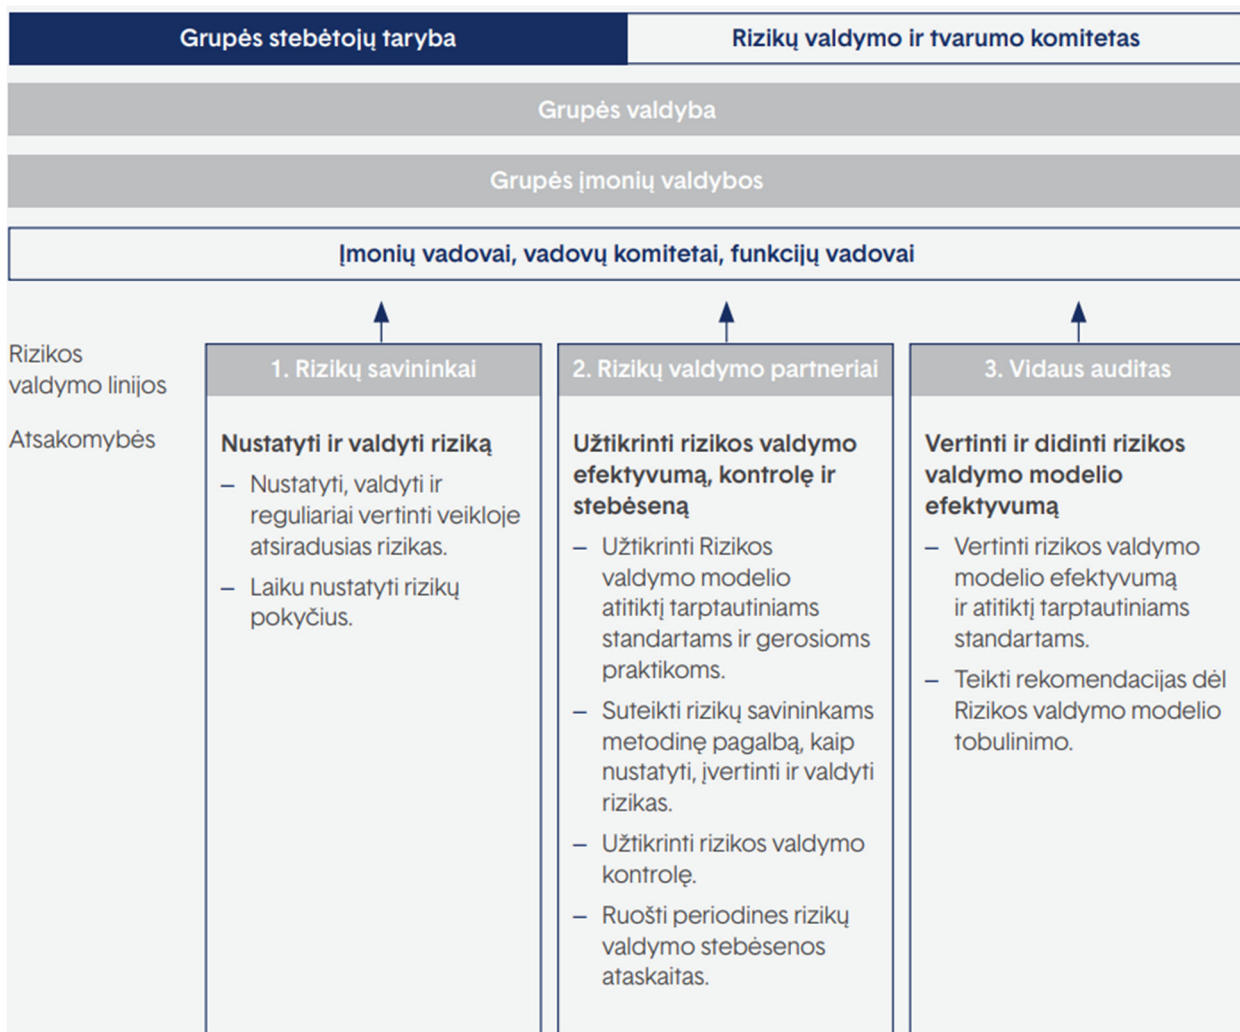 Grupės stebėtojų taryba
Rizikų valdymo ir tvarumo komitetas
Grupės valdyba
Grupės įmonių valdybos
Įmonių vadovai, vadovų komitetai, funkcijų vadovai
Rizikos
valdymo linijos
1. Rizikų savininkai
2. Rizikų valdymo partneriai
3. Vidaus auditas
Atsakomybės
Nustatyti ir valdyti riziką
– Nustatyti, valdyti ir
reguliariai vertinti veikloje
atsiradusias rizikas.
– Laiku nustatyti rizikų
pokyčius.
Užtikrinti rizikos valdymo
efektyvumą, kontrolę ir
stebėseną
– Užtikrinti Rizikos
valdymo modelio
atitiktį tarptautiniams
standartams ir gerosioms
praktikoms.
– Suteikti rizikų savininkams
metodinę pagalbą, kaip
nustatyti, įvertinti ir valdyti
rizikas.
– Užtikrinti rizikos valdymo
kontrolę.
– Ruošti periodines rizikų
valdymo stebėsenos
ataskaitas.
Vertinti ir didinti rizikos
valdymo modelio
efektyvumą
– Vertinti rizikos valdymo
modelio efektyvumą
ir atitiktį tarptautiniams
standartams.
– Teikti rekomendacijas dėl
Rizikos valdymo modelio
tobulinimo.